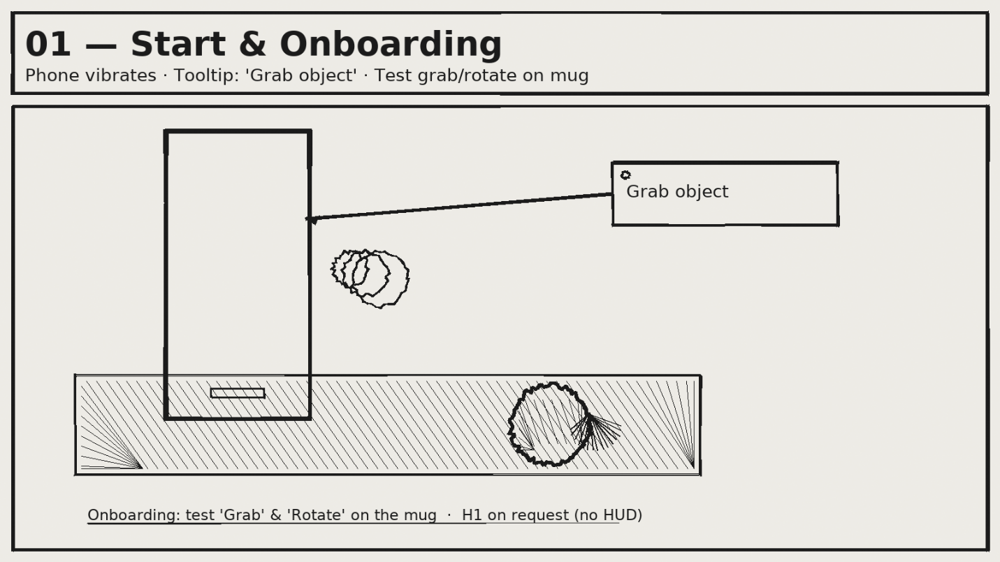 01 — Start & Onboarding
Phone vibrates · Tooltip: 'Grab object' · Test grab/rotate on mug
Grab object
Onboarding: test 'Grab' & 'Rotate' on the mug · H1 on request (no HUD)